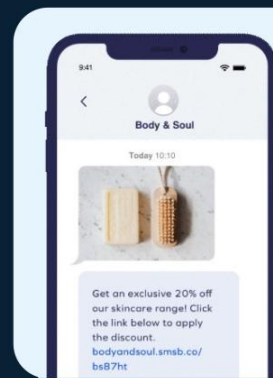 9:41
Body & Soul
Today 10:10
Get an exclusive 20% off
our skincare range! Click
the link below to apply
the discount.
bodyandsoul.smsb.co/
bs87ht